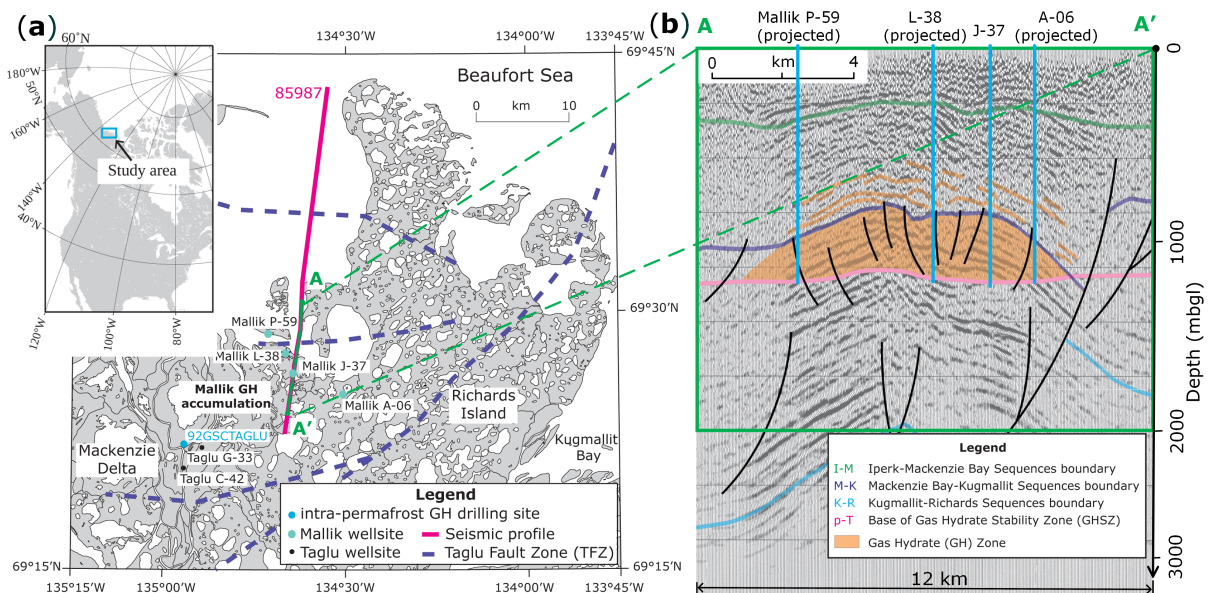 (a)
60°N
180°W
50°N
160°W
140°W
40°N
120°W
100°W
80°W
Study area
134°30′W
134°00′W
133°45W
69°45′N
Beaufort Sea
0 km 10
85987
A
69°30′N
Mallik P-59
Mallik L-38
Mallik J-37
Mallik GH
accumulation
Mallik A-06
A’
Richards
Island
92GSCTAGLU
Taglu G-33
Taglu C-42
Mackenzie
Delta
Kugmallit
Bay
Legend
intra-permafrost GH drilling site
Mallik wellsite
Seismic profile
Taglu wellsite
Taglu Fault Zone (TFZ)
69°15′N
69°15′N
135°15′W
135°00′W
134°30′W
134°00′W
133°45′W
(b)
A
Mallik P-59
(projected)
L-38
(projected)
J-37
A-06
(projected)
A’
0 km 4
0
1000
2000
3000
Depth (mbgl)
Legend
I-M Iperk-Mackenzie Bay Sequences boundary
M-K Mackenzie Bay-Kugmallit Sequences boundary
K-R Kugmallit-Richards Sequences boundary
p-T Base of Gas Hydrate Stability Zone (GHSZ)
Gas Hydrate (GH) Zone
12 km